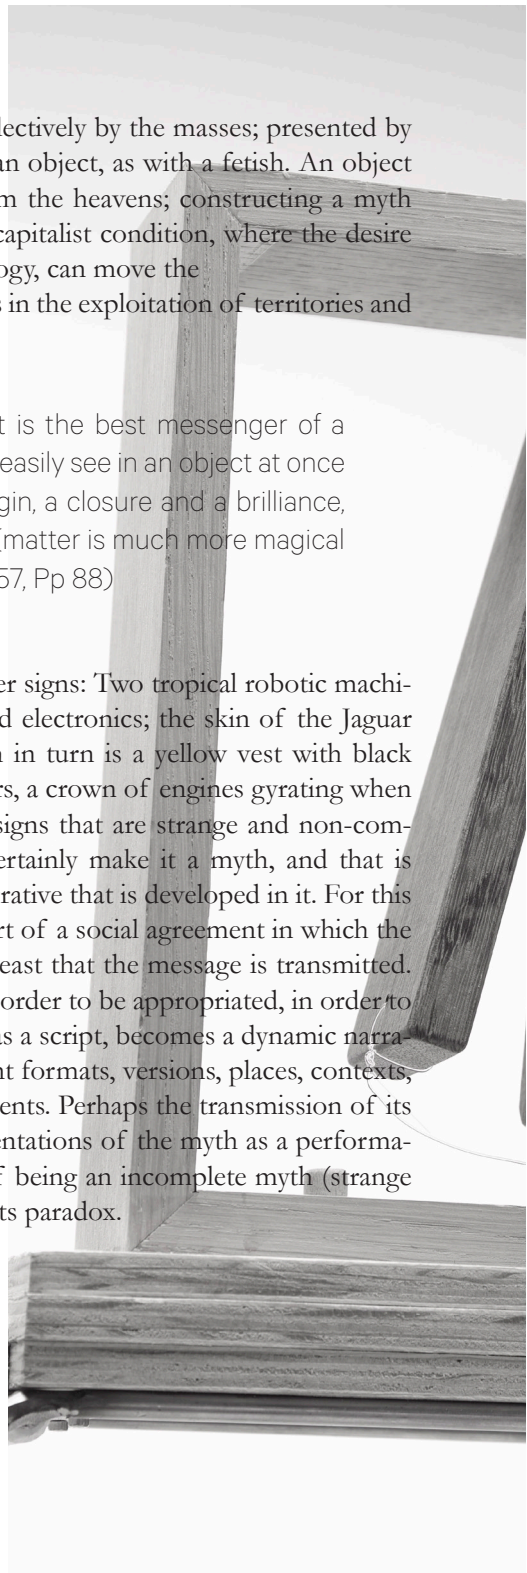 lectively by the masses; presented by
an object, as with a fetish. An object
m the heavens; constructing a myth
capitalist condition, where the desire
ogy, can move the
s in the exploitation of territories and
t is the best messenger of a
easily see in an object at once
gin, a closure and a brilliance,
(matter is much more magical
57, Pp 88)
er signs: Two tropical robotic machi-
d electronics; the skin of the Jaguar
n in turn is a yellow vest with black
rs, a crown of engines gyrating when
signs that are strange and non-com-
ertainly make it a myth, and that is
rative that is developed in it. For this
rt of a social agreement in which the
east that the message is transmitted.
order to be appropriated, in order to
as a script, becomes a dynamic narra-
nt formats, versions, places, contexts,
ents. Perhaps the transmission of its
entations of the myth as a performa-
f being an incomplete myth (strange
ts paradox.